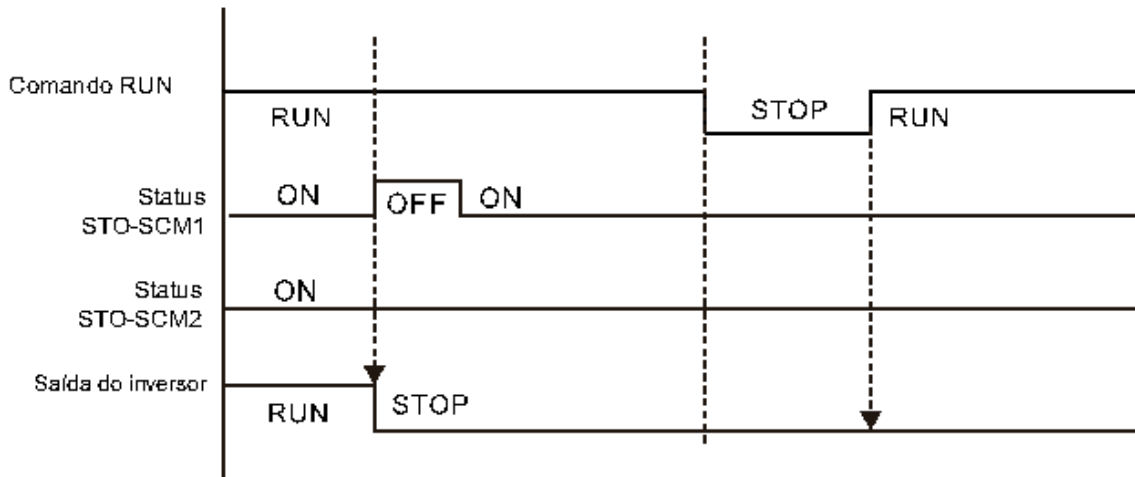 Comando RUN
RUN
STOP
RUN
Status
STO-SCM1
ON
OFF
ON
Status
STO-SCM2
ON
Saída do inversor
RUN
STOP